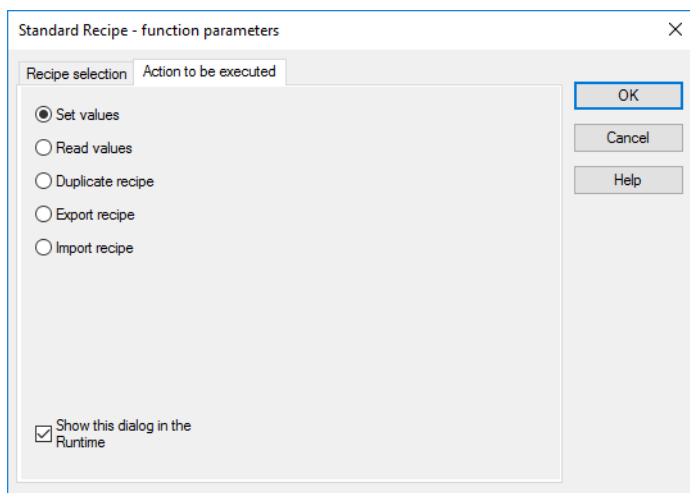 Standard Recipe - function parameters
Recipe selection
Action to be executed
Set values
Read values
Duplicate recipe
Export recipe
Import recipe
Show this dialog in the
Runtime
OK
Cancel
Help